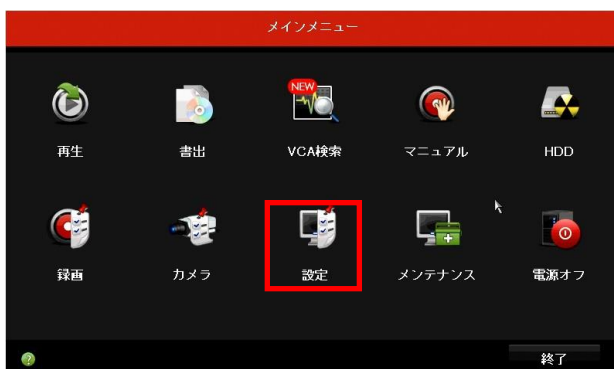 メインメニュー
NEW
再生
書出
VCA検索
マニュアル
HDD
録画
カメラ
設定
メンテナンス
電源オフ
?
終了